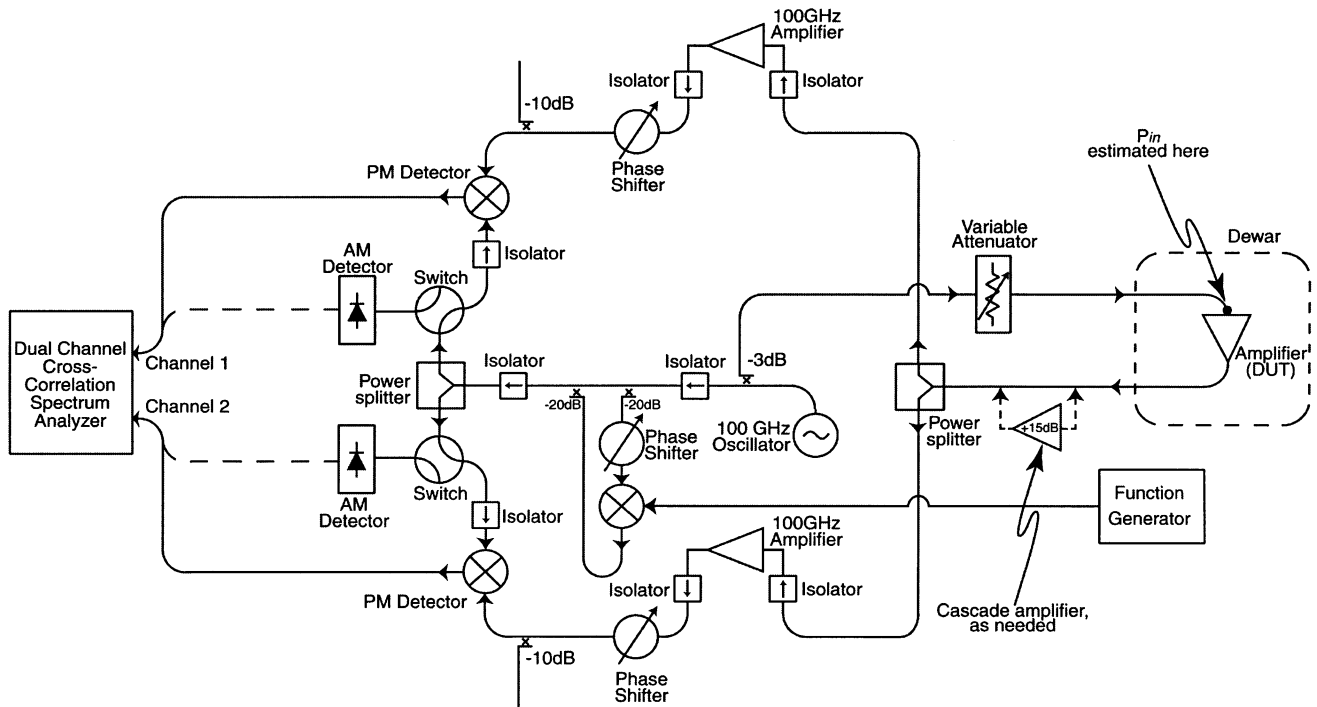 100GHz
Amplifier
Isolator
Isolator
-10dB
Phase
Shifter
PM Detector
Isolator
AM
Detector
Switch
Pin
estimated here
Variable
Attenuator
Dewar
Dual Channel
Cross-
Correlation
Spectrum
Analyzer
Channel 1
Channel 2
Power
splitter
Isolator
-20dB
-20dB
Isolator
-3dB
Phase
Shifter
100 GHz
Oscillator
Power
splitter
+15dB
Amplifier
(DUT)
AM
Detector
Switch
Isolator
Function
Generator
PM Detector
100GHz
Amplifier
Isolator
Isolator
-10dB
Phase
Shifter
Cascade amplifier,
as needed